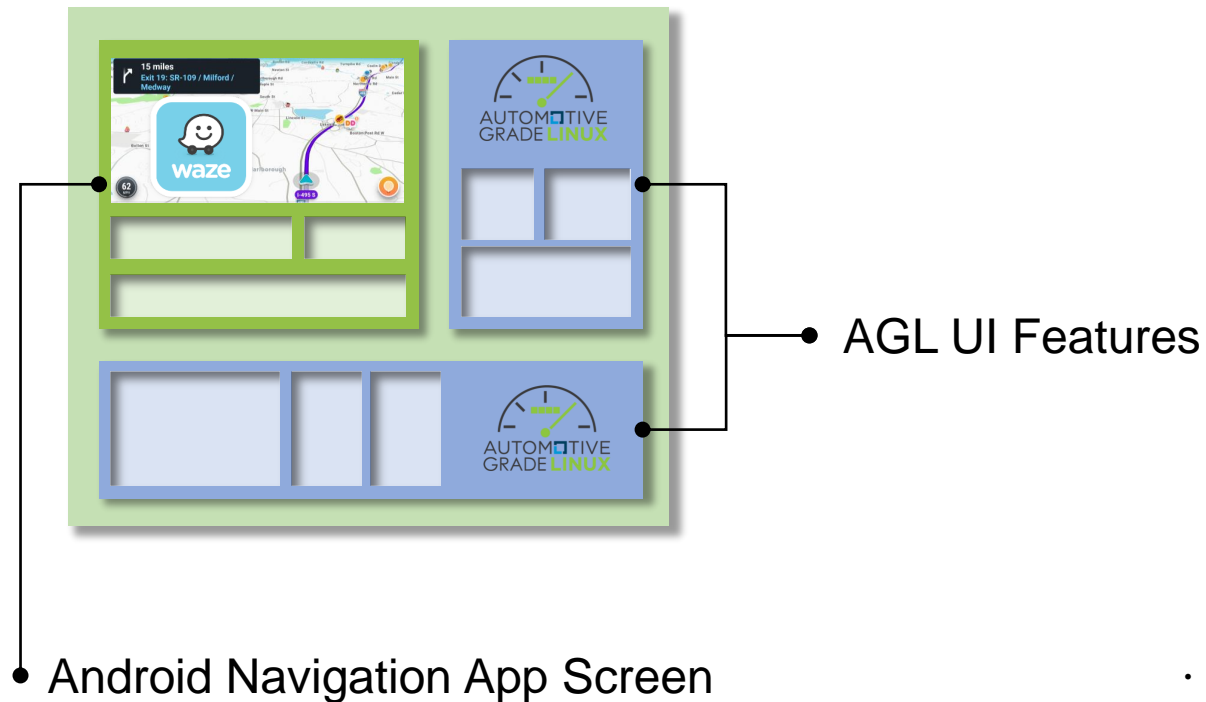 15 miles
Exit 19: SR-109 / Milford /
Medway
waze
62
I-495 S
AUTOMOTIVE
GRADE LINUX
AUTOMOTIVE
GRADE LINUX
AGL UI Features
Android Navigation App Screen